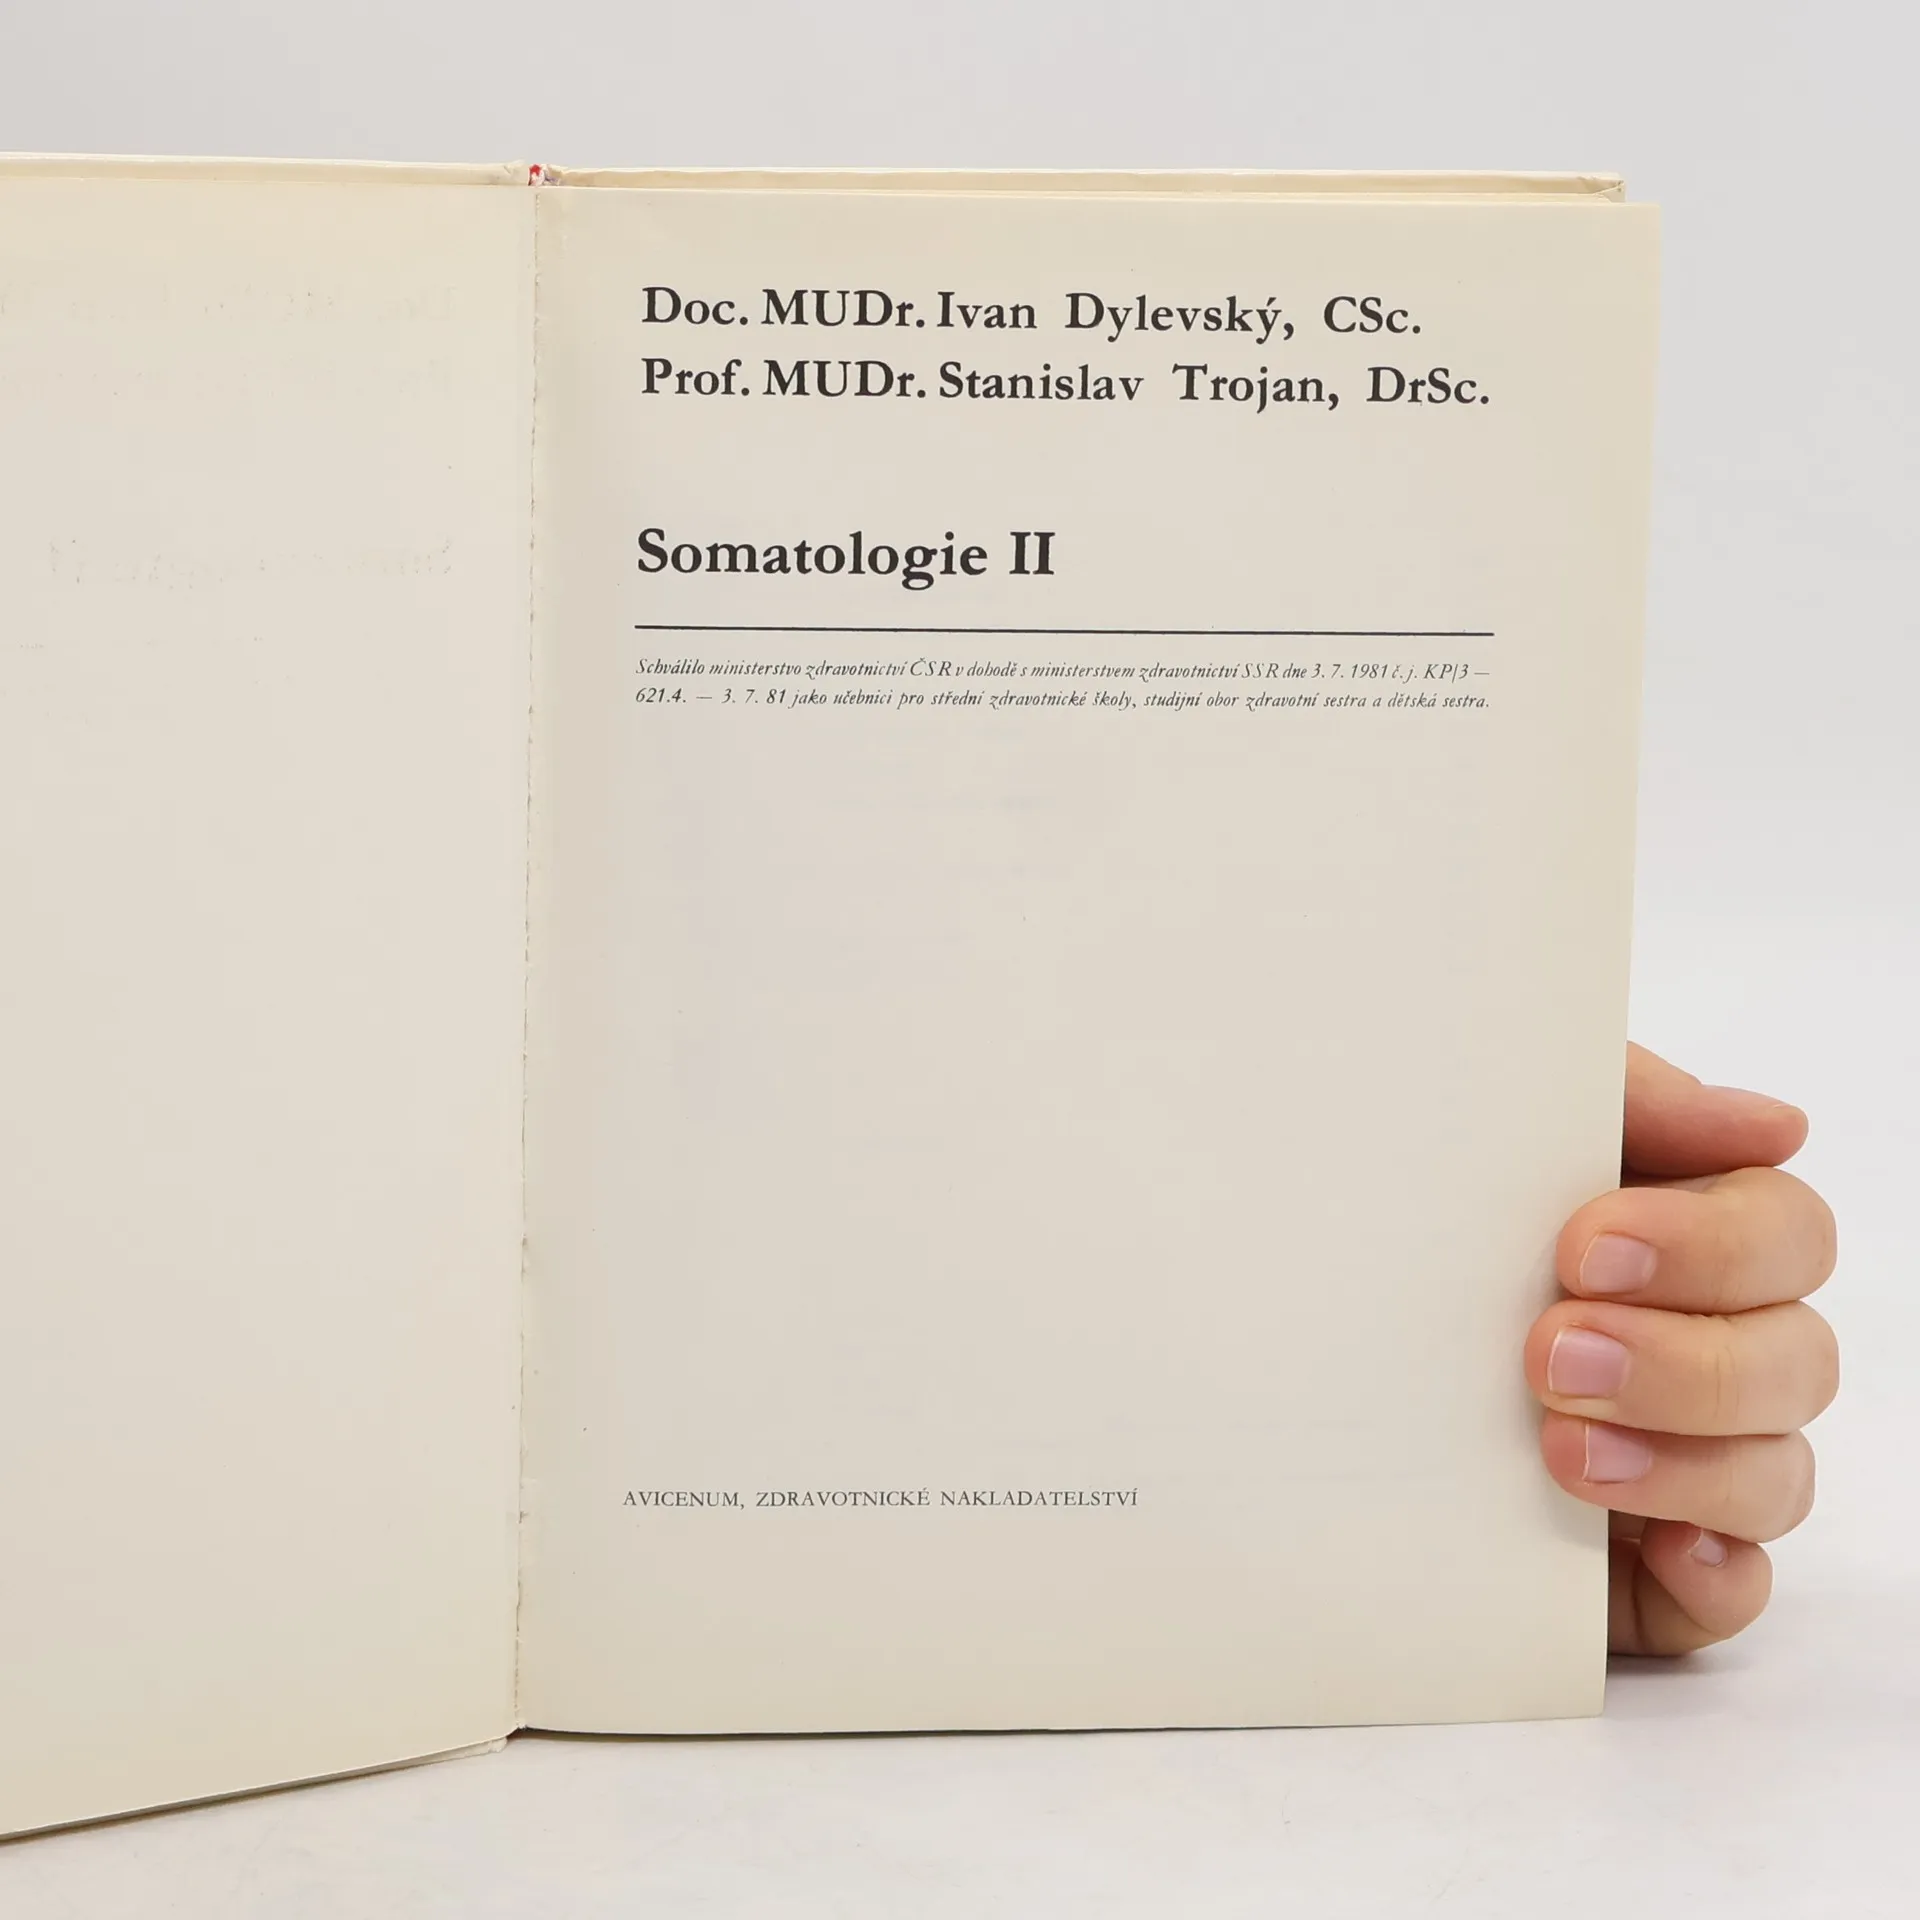 Doc. MUDr. Ivan Dylevský, CSc.
Prof. MUDr. Stanislav Trojan, DrSc.
Somatologie II
Schválilo ministerstvo zdravotnictví ČSR v dohodě s ministerstvem zdravotnictví SSR dne 3. 7. 1981 č. j. KP/3 —
621.4. — 3. 7. 81 jako učebnici pro střední zdravotnické školy, studijní obor zdravotní sestra a dětská sestra.
AVICENUM, ZDRAVOTNICKÉ NAKLADATELSTVÍ